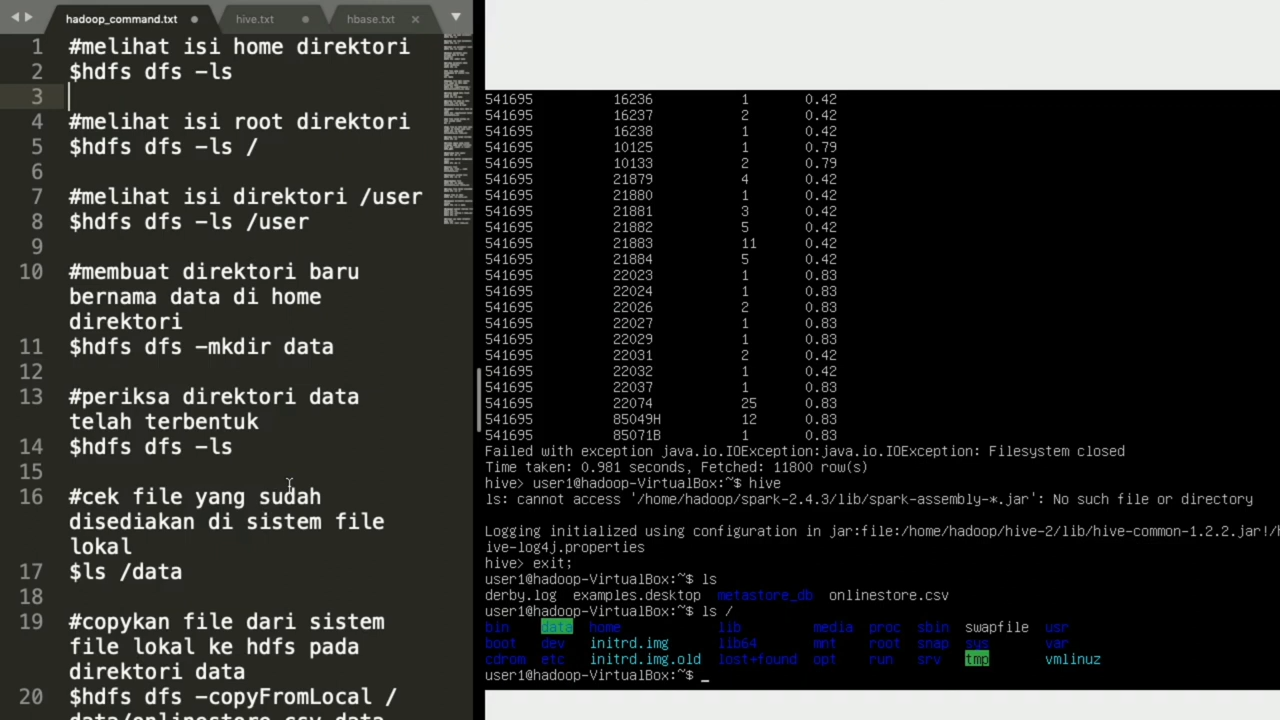 hadoop_command.txt
hive.txt
hbase.txt
1 #melihat isi home direktori
2 $hdfs dfs -ls
3
4 #melihat isi root direktori
5 $hdfs dfs -ls /
6
7 #melihat isi direktori /user
8 $hdfs dfs -ls /user
9
10 #membuat direktori baru
bernama data di home
direktori
11 $hdfs dfs -mkdir data
12
13 #periksa direktori data
telah terbentuk
14 $hdfs dfs -ls
15
16 #cek file yang sudah
disediakan di sistem file
lokal
17 $ls /data
18
19 #copykan file dari sistem
file lokal ke hdfs pada
direktori data
20 $hdfs dfs -copyFromLocal /
data/onlinestore.csv data
541695 16236 1 0.42
541695 16237 2 0.42
541695 16238 1 0.42
541695 10125 1 0.79
541695 10133 2 0.79
541695 21879 4 0.42
541695 21880 1 0.42
541695 21881 3 0.42
541695 21882 5 0.42
541695 21883 11 0.42
541695 21884 5 0.42
541695 22023 1 0.83
541695 22024 1 0.83
541695 22026 2 0.83
541695 22027 1 0.83
541695 22029 1 0.83
541695 22031 2 0.42
541695 22032 1 0.42
541695 22037 1 0.83
541695 22074 25 0.83
541695 85049H 12 0.83
541695 85071B 1 0.83
Failed with exception java.io.IOException:java.io.IOException: Filesystem closed
Time taken: 0.981 seconds, Fetched: 11800 row(s)
hive> user1@hadoop-VirtualBox:~$ hive
ls: cannot access '/home/hadoop/spark-2.4.3/lib/spark-assembly-*.jar': No such file or directory
Logging initialized using configuration in jar:file:/home/hadoop/hive-2/lib/hive-common-1.2.2.jar!/h
ive-log4j.properties
hive> exit;
user1@hadoop-VirtualBox:~$ ls
derby.log examples.desktop metastore_db onlinestore.csv
user1@hadoop-VirtualBox:~$ ls /
bin data home lib media proc sbin swapfile usr
boot dev initrd.img lib64 mnt root snap sys var
cdrom etc initrd.img.old lost+found opt run srv tmp vmlinuz
user1@hadoop-VirtualBox:~$ _